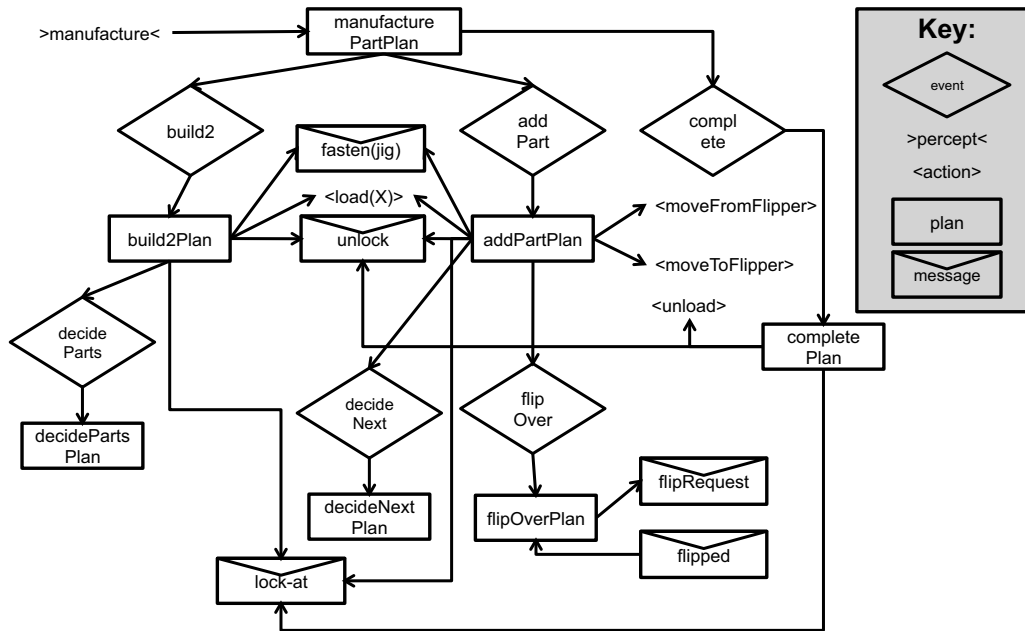 >manufacture<
manufacture
PartPlan
Key:
event
>percept<
<action>
plan
message
build2
add
Part
compl
ete
fasten(jig)
<load(X)>
build2Plan
unlock
addPartPlan
<moveFromFlipper>
<moveToFlipper>
<unload>
complete
Plan
decide
Parts
decide
Next
flip
Over
decideParts
Plan
decideNext
Plan
flipOverPlan
flipRequest
flipped
lock-at